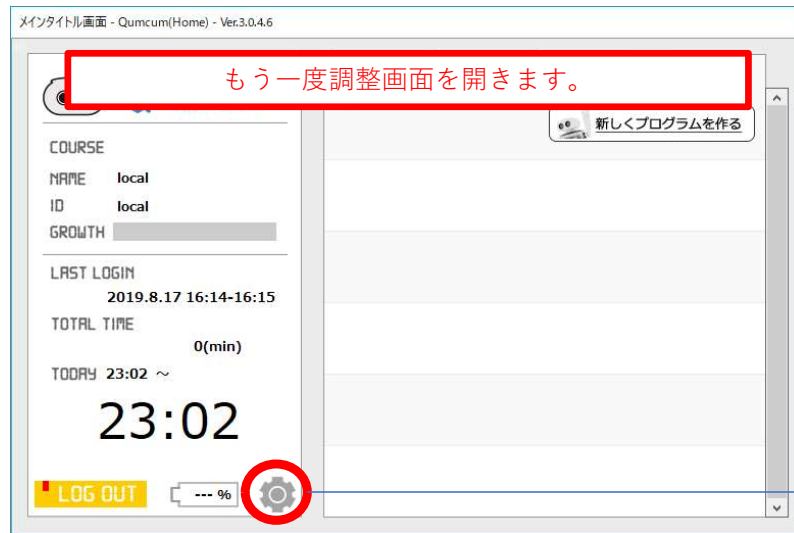 メインタイトル画面 - Qumcum(Home) - Ver.3.0.4.6
もう一度調整画面を開きます。
新しくプログラムを作る
COURSE
NAME local
ID local
GROWTH
LAST LOGIN
2019.8.17 16:14-16:15
TOTAL TIME
0(min)
TODAY 23:02 ～
23:02
LOG OUT
--- %